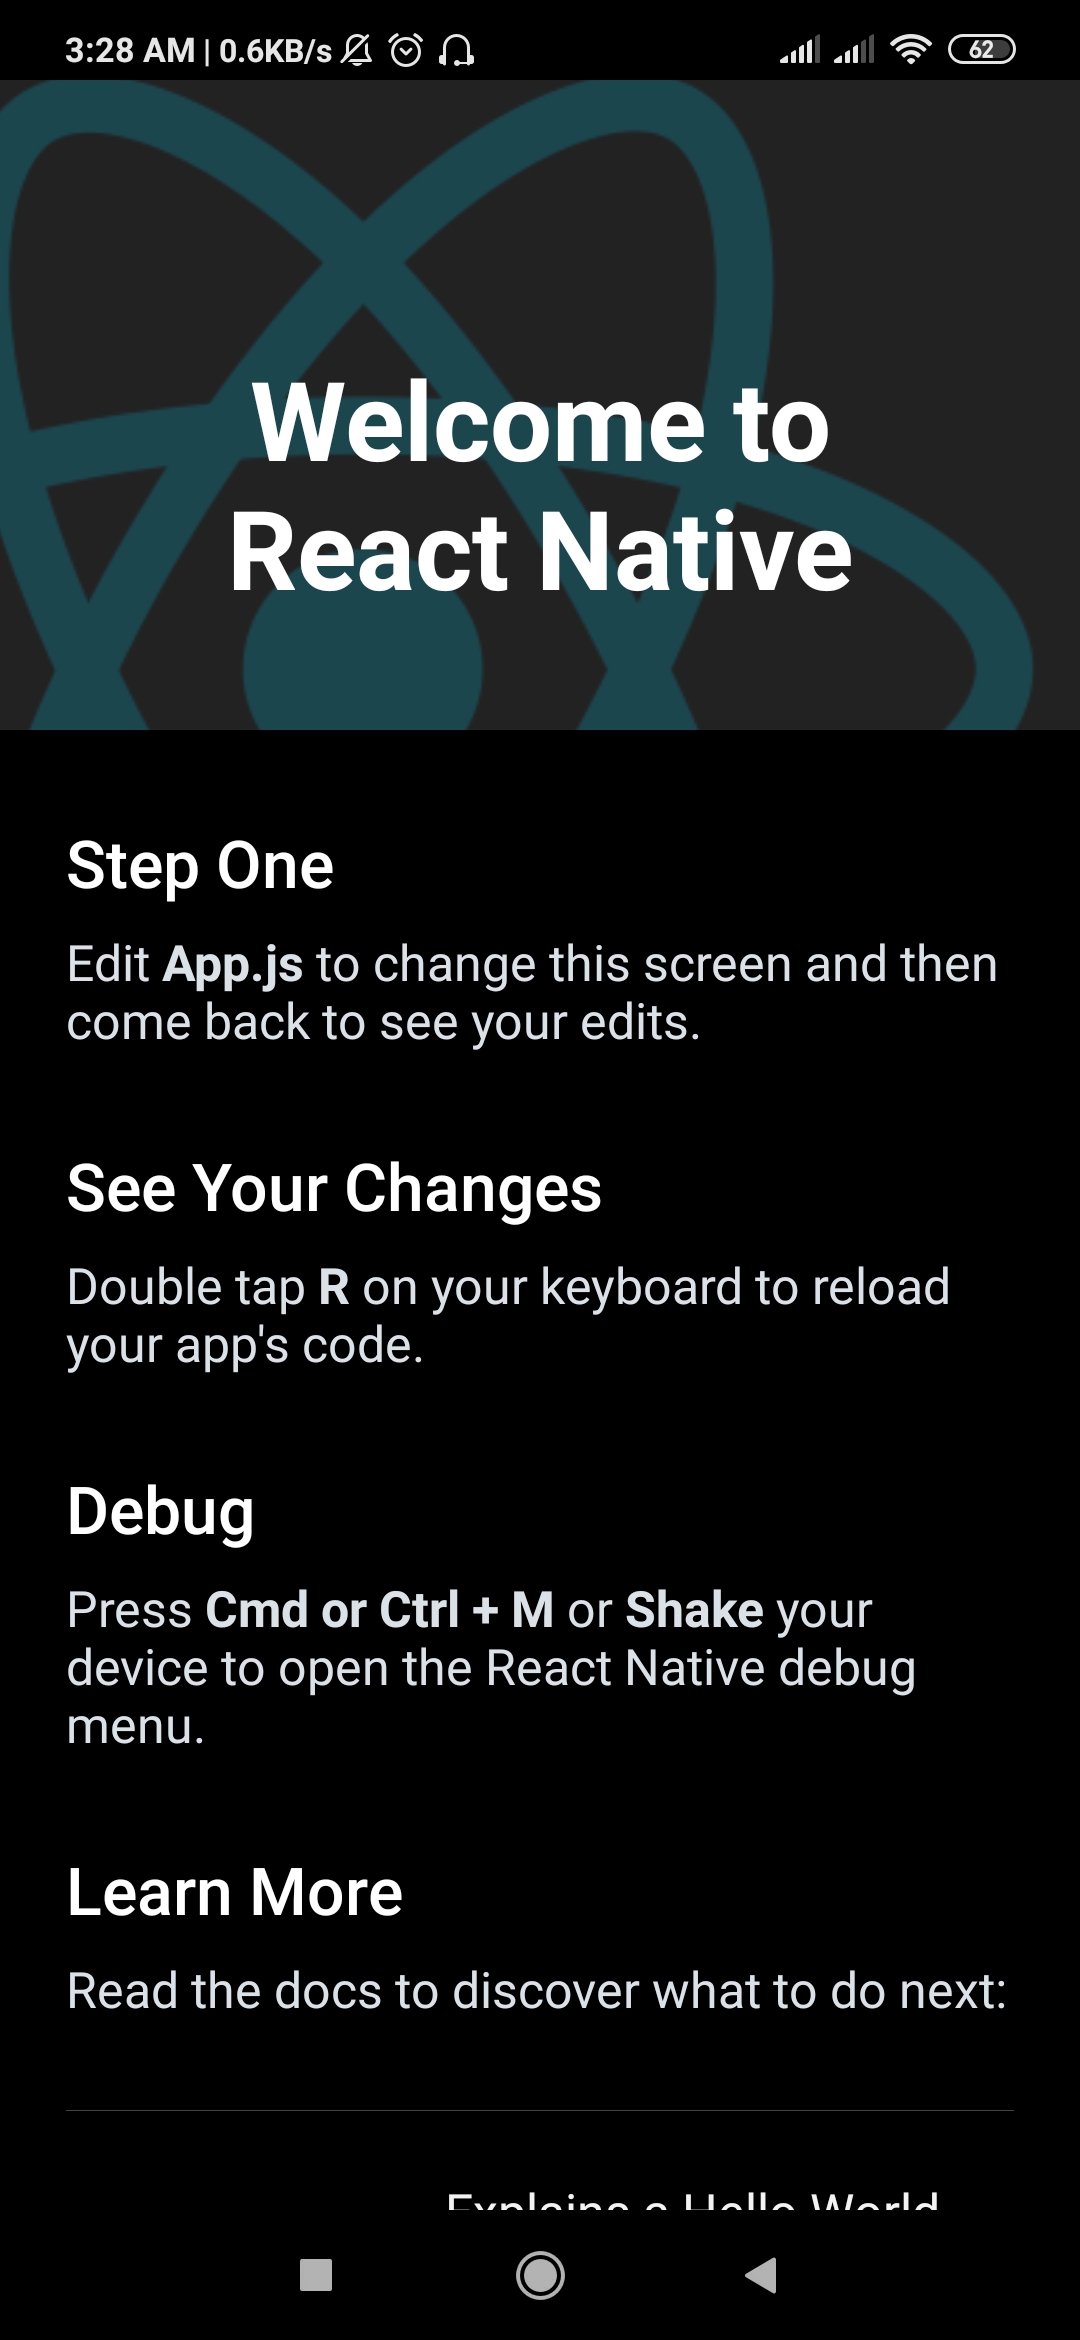 3:28 AM | 0.6KB/s 62
Welcome to
React Native
Step One
Edit App.js to change this screen and then
come back to see your edits.
See Your Changes
Double tap R on your keyboard to reload
your app's code.
Debug
Press Cmd or Ctrl + M or Shake your
device to open the React Native debug
menu.
Learn More
Read the docs to discover what to do next:
Explains a Hello World